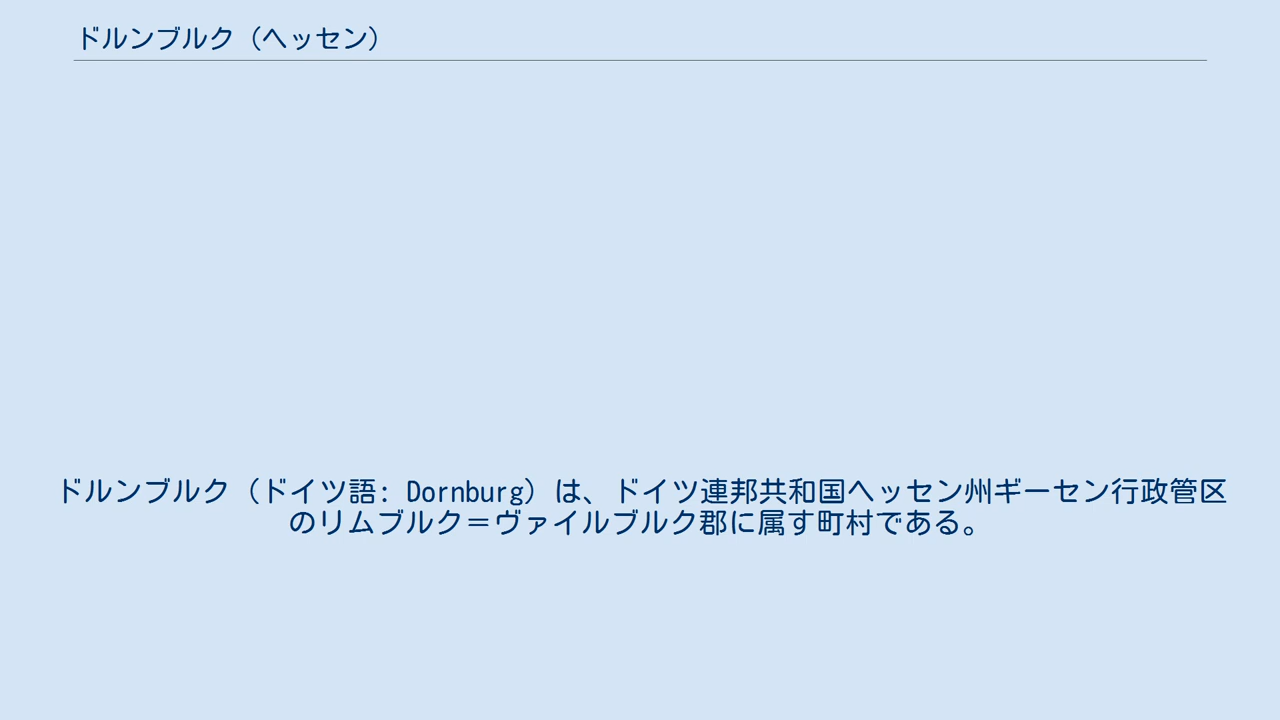 ドルンブルク（ヘッセン）
ドルンブルク（ドイツ語: Dornburg）は、ドイツ連邦共和国ヘッセン州ギーセン行政管区
のリムブルク＝ヴァイルブルク郡に属す町村である。